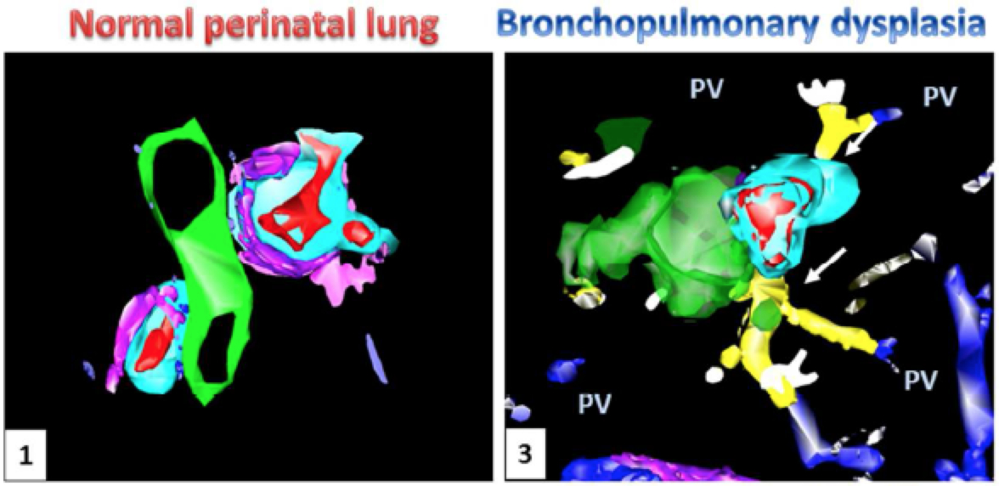 Normal perinatal lung
Bronchopulmonary dysplasia
PV
PV
PV
PV
1
3